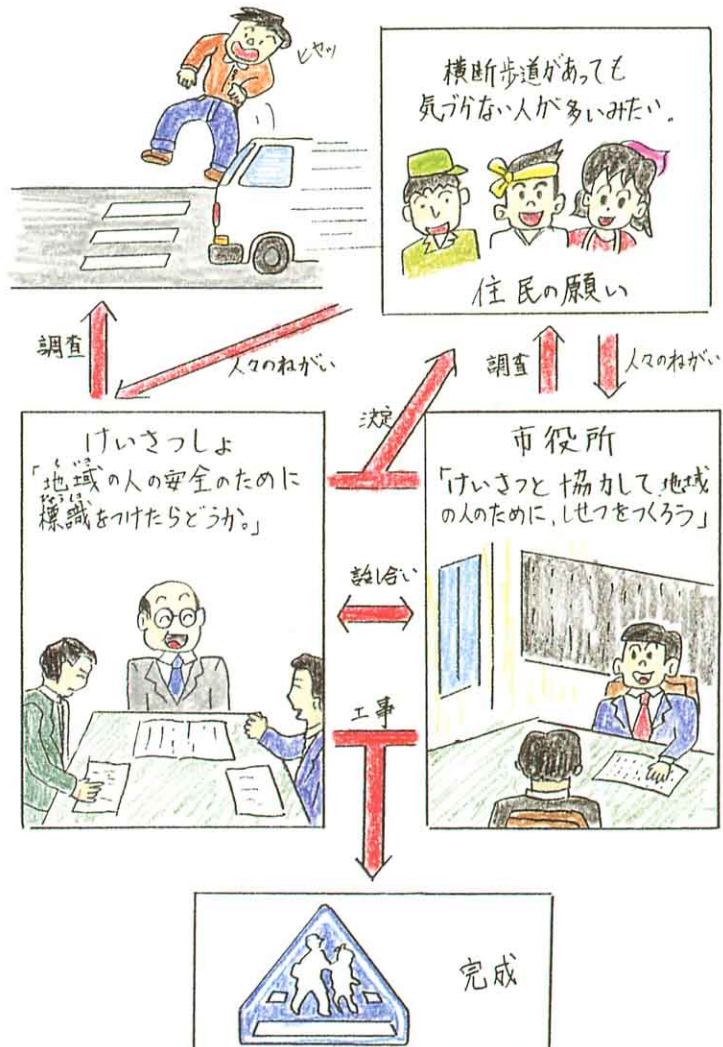 ヒヤッ
横断歩道があっても
気づかない人が多いみたい。
住民の願い
調査
人々のねがい
決定
調査
人々のねがい
けいさつしょ
「地域の人の安全のために
標識をつけたらどうか。」
市役所
「けいさつと協力して地域
の人のために、しせつをつくろう」
話し合い
工事
完成